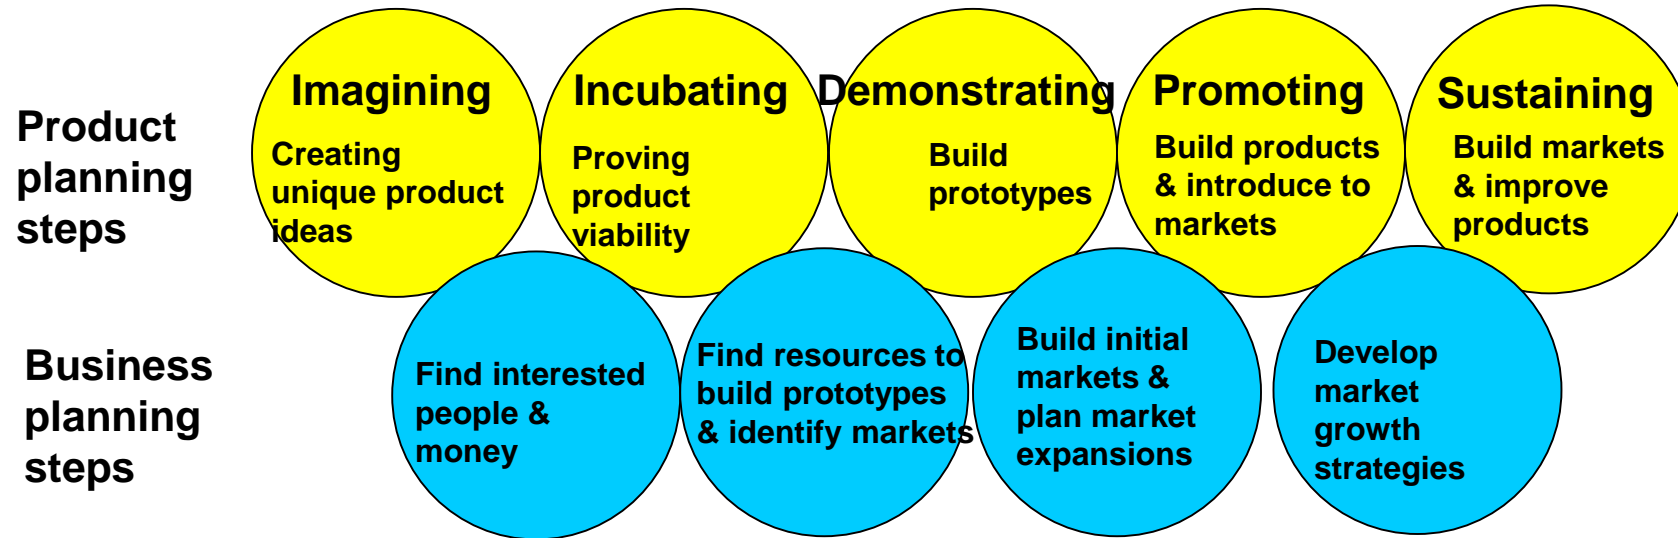 Product
planning
steps
Imagining
Creating
unique product
ideas
Incubating
Proving
product
viability
Demonstrating
Build
prototypes
Promoting
Build products
& introduce to
markets
Sustaining
Build markets
& improve
products
Business
planning
steps
Find interested
people &
money
Find resources to
build prototypes
& identify markets
Build initial
markets &
plan market
expansions
Develop
market
growth
strategies